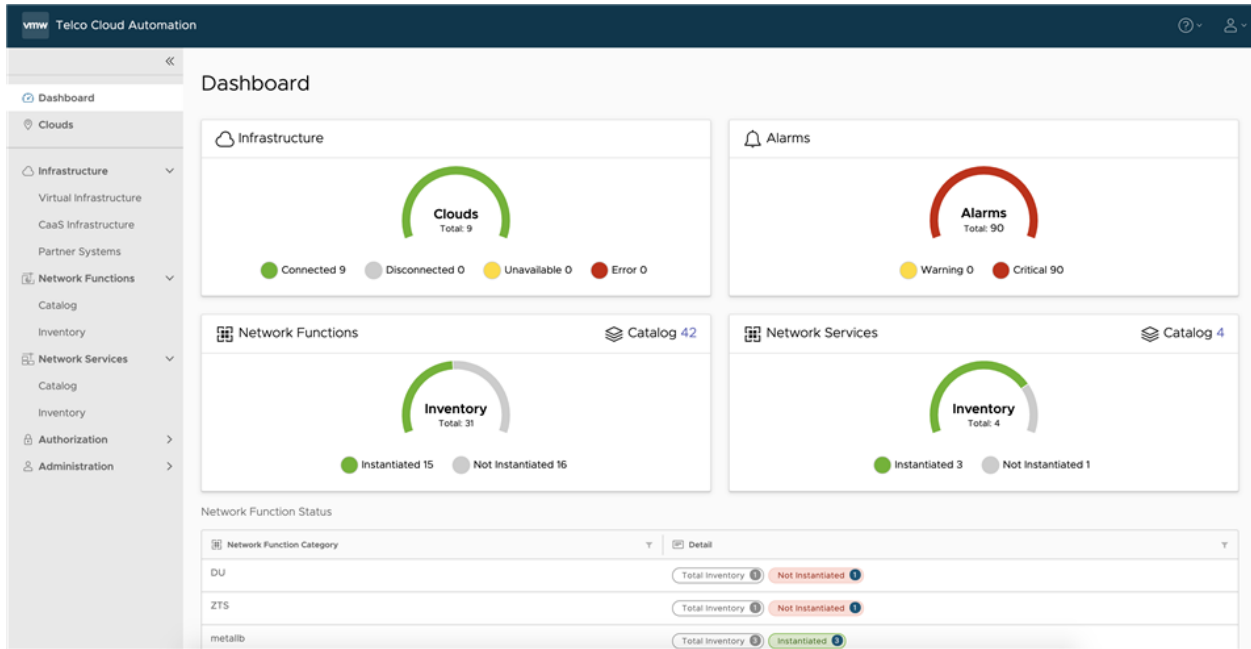 vmw Telco Cloud Automation
Dashboard
Clouds
Infrastructure
Virtual Infrastructure
CaaS Infrastructure
Partner Systems
Network Functions
Catalog
Inventory
Network Services
Catalog
Inventory
Authorization
Administration
Dashboard
Infrastructure
Clouds
Total: 9
Connected 9 Disconnected 0 Unavailable 0 Error 0
Alarms
Alarms
Total: 90
Warning 0 Critical 90
Network Functions Catalog 42
Inventory
Total: 31
Instantiated 15 Not Instantiated 16
Network Services Catalog 4
Inventory
Total: 4
Instantiated 3 Not Instantiated 1
Network Function Status
Network Function Category Detail
DU Total Inventory 1 Not Instantiated 1
ZTS Total Inventory 1 Not Instantiated 1
metallb Total Inventory 3 Instantiated 3